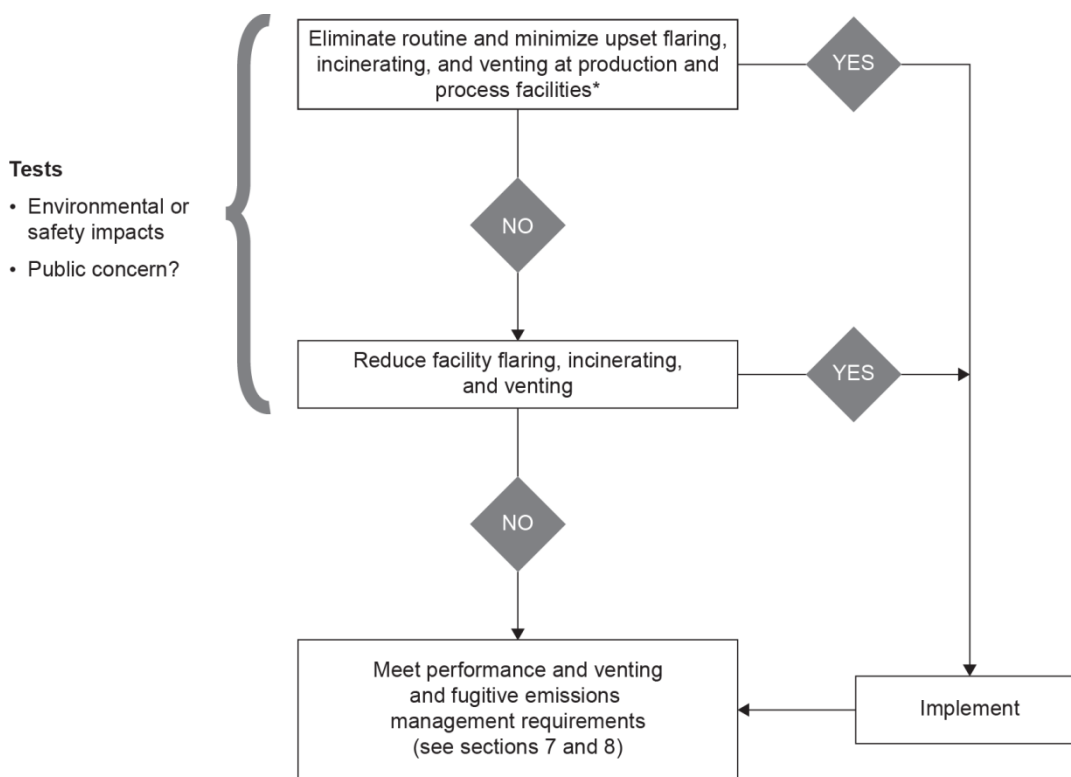 Eliminate routine and minimize upset flaring,
incinerating, and venting at production and
process facilities*
YES
Tests
• Environmental or
safety impacts
• Public concern?
NO
Reduce facility flaring, incinerating,
and venting
YES
NO
Meet performance and venting
and fugitive emissions
management requirements
(see sections 7 and 8)
Implement